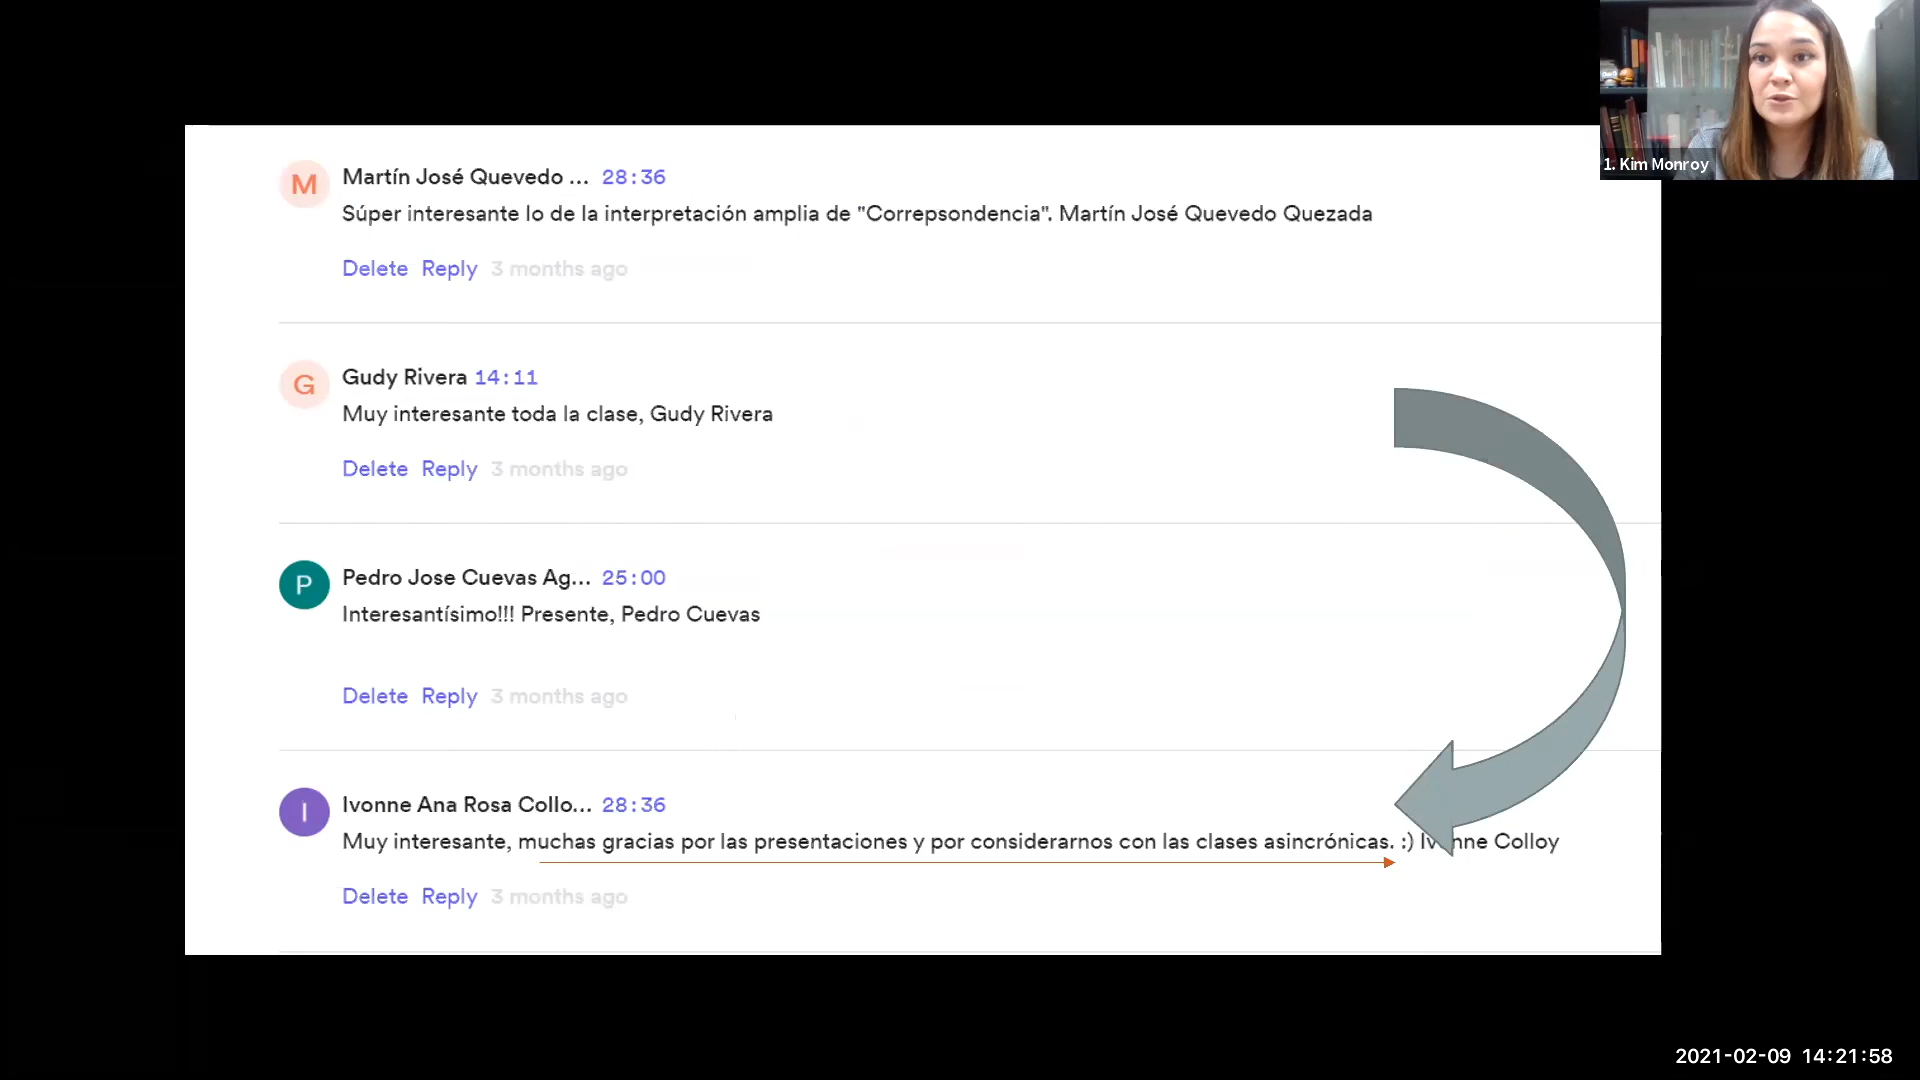 1. Kim Monroy
M
Martín José Quevedo ... 28:36
Súper interesante lo de la interpretación amplia de "Correpsondencia". Martín José Quevedo Quezada
Delete Reply 3 months ago
G
Gudy Rivera 14:11
Muy interesante toda la clase, Gudy Rivera
Delete Reply 3 months ago
P
Pedro Jose Cuevas Ag... 25:00
Interesantísimo!!! Presente, Pedro Cuevas
Delete Reply 3 months ago
I
Ivonne Ana Rosa Collo... 28:36
Muy interesante, muchas gracias por las presentaciones y por considerarnos con las clases asincrónicas. :) Ivonne Colloy
Delete Reply 3 months ago
2021-02-09 14:21:58